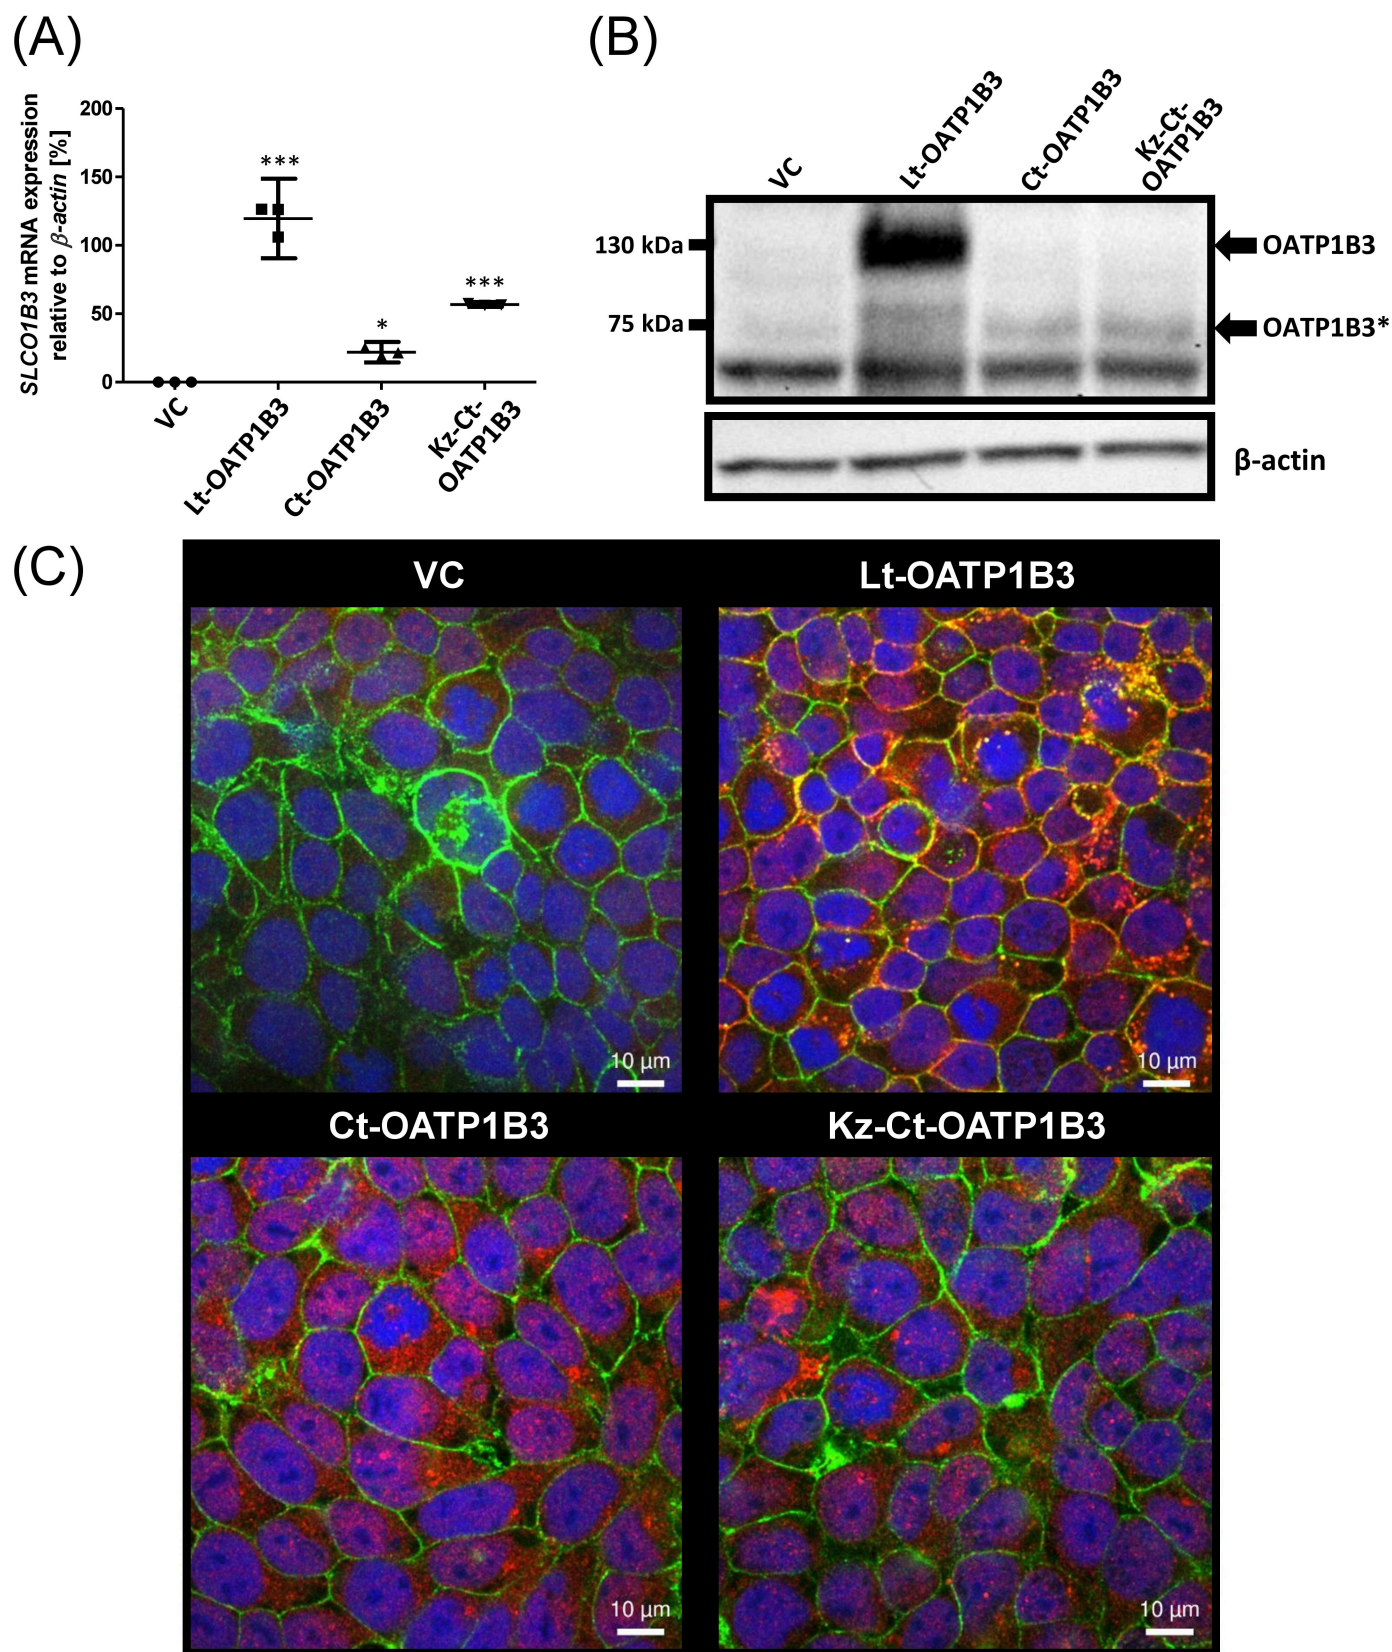 (A)
SLCO1B3 mRNA expression
relative to β-actin [%]
200
150
100
50
0
***
*
***
VC
Lt-OATP1B3
Ct-OATP1B3
Kz-Ct-
OATP1B3
(B)
VC
Lt-OATP1B3
Ct-OATP1B3
Kz-Ct-
OATP1B3
130 kDa
OATP1B3
75 kDa
OATP1B3*
β-actin
(C)
VC
Lt-OATP1B3
10 µm
10 µm
Ct-OATP1B3
Kz-Ct-OATP1B3
10 µm
10 µm